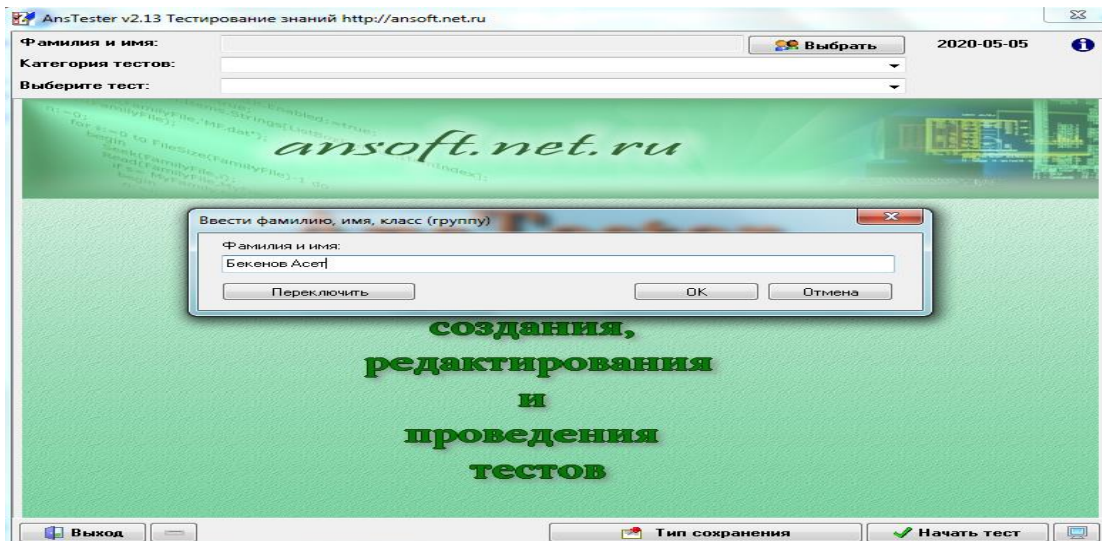 AnsTester v2.13 Тестирование знаний http://ansoft.net.ru
Фамилия и имя:
Выбрать
2020-05-05
Категория тестов:
Выберите тест:
ansoft.net.ru
Ввести фамилию, имя, класс (группу)
Фамилия и имя:
Бекенов Асет
Переключить
OK
Отмена
создания,
редактирования
и
проведения
тестов
Выход
Тип сохранения
Начать тест